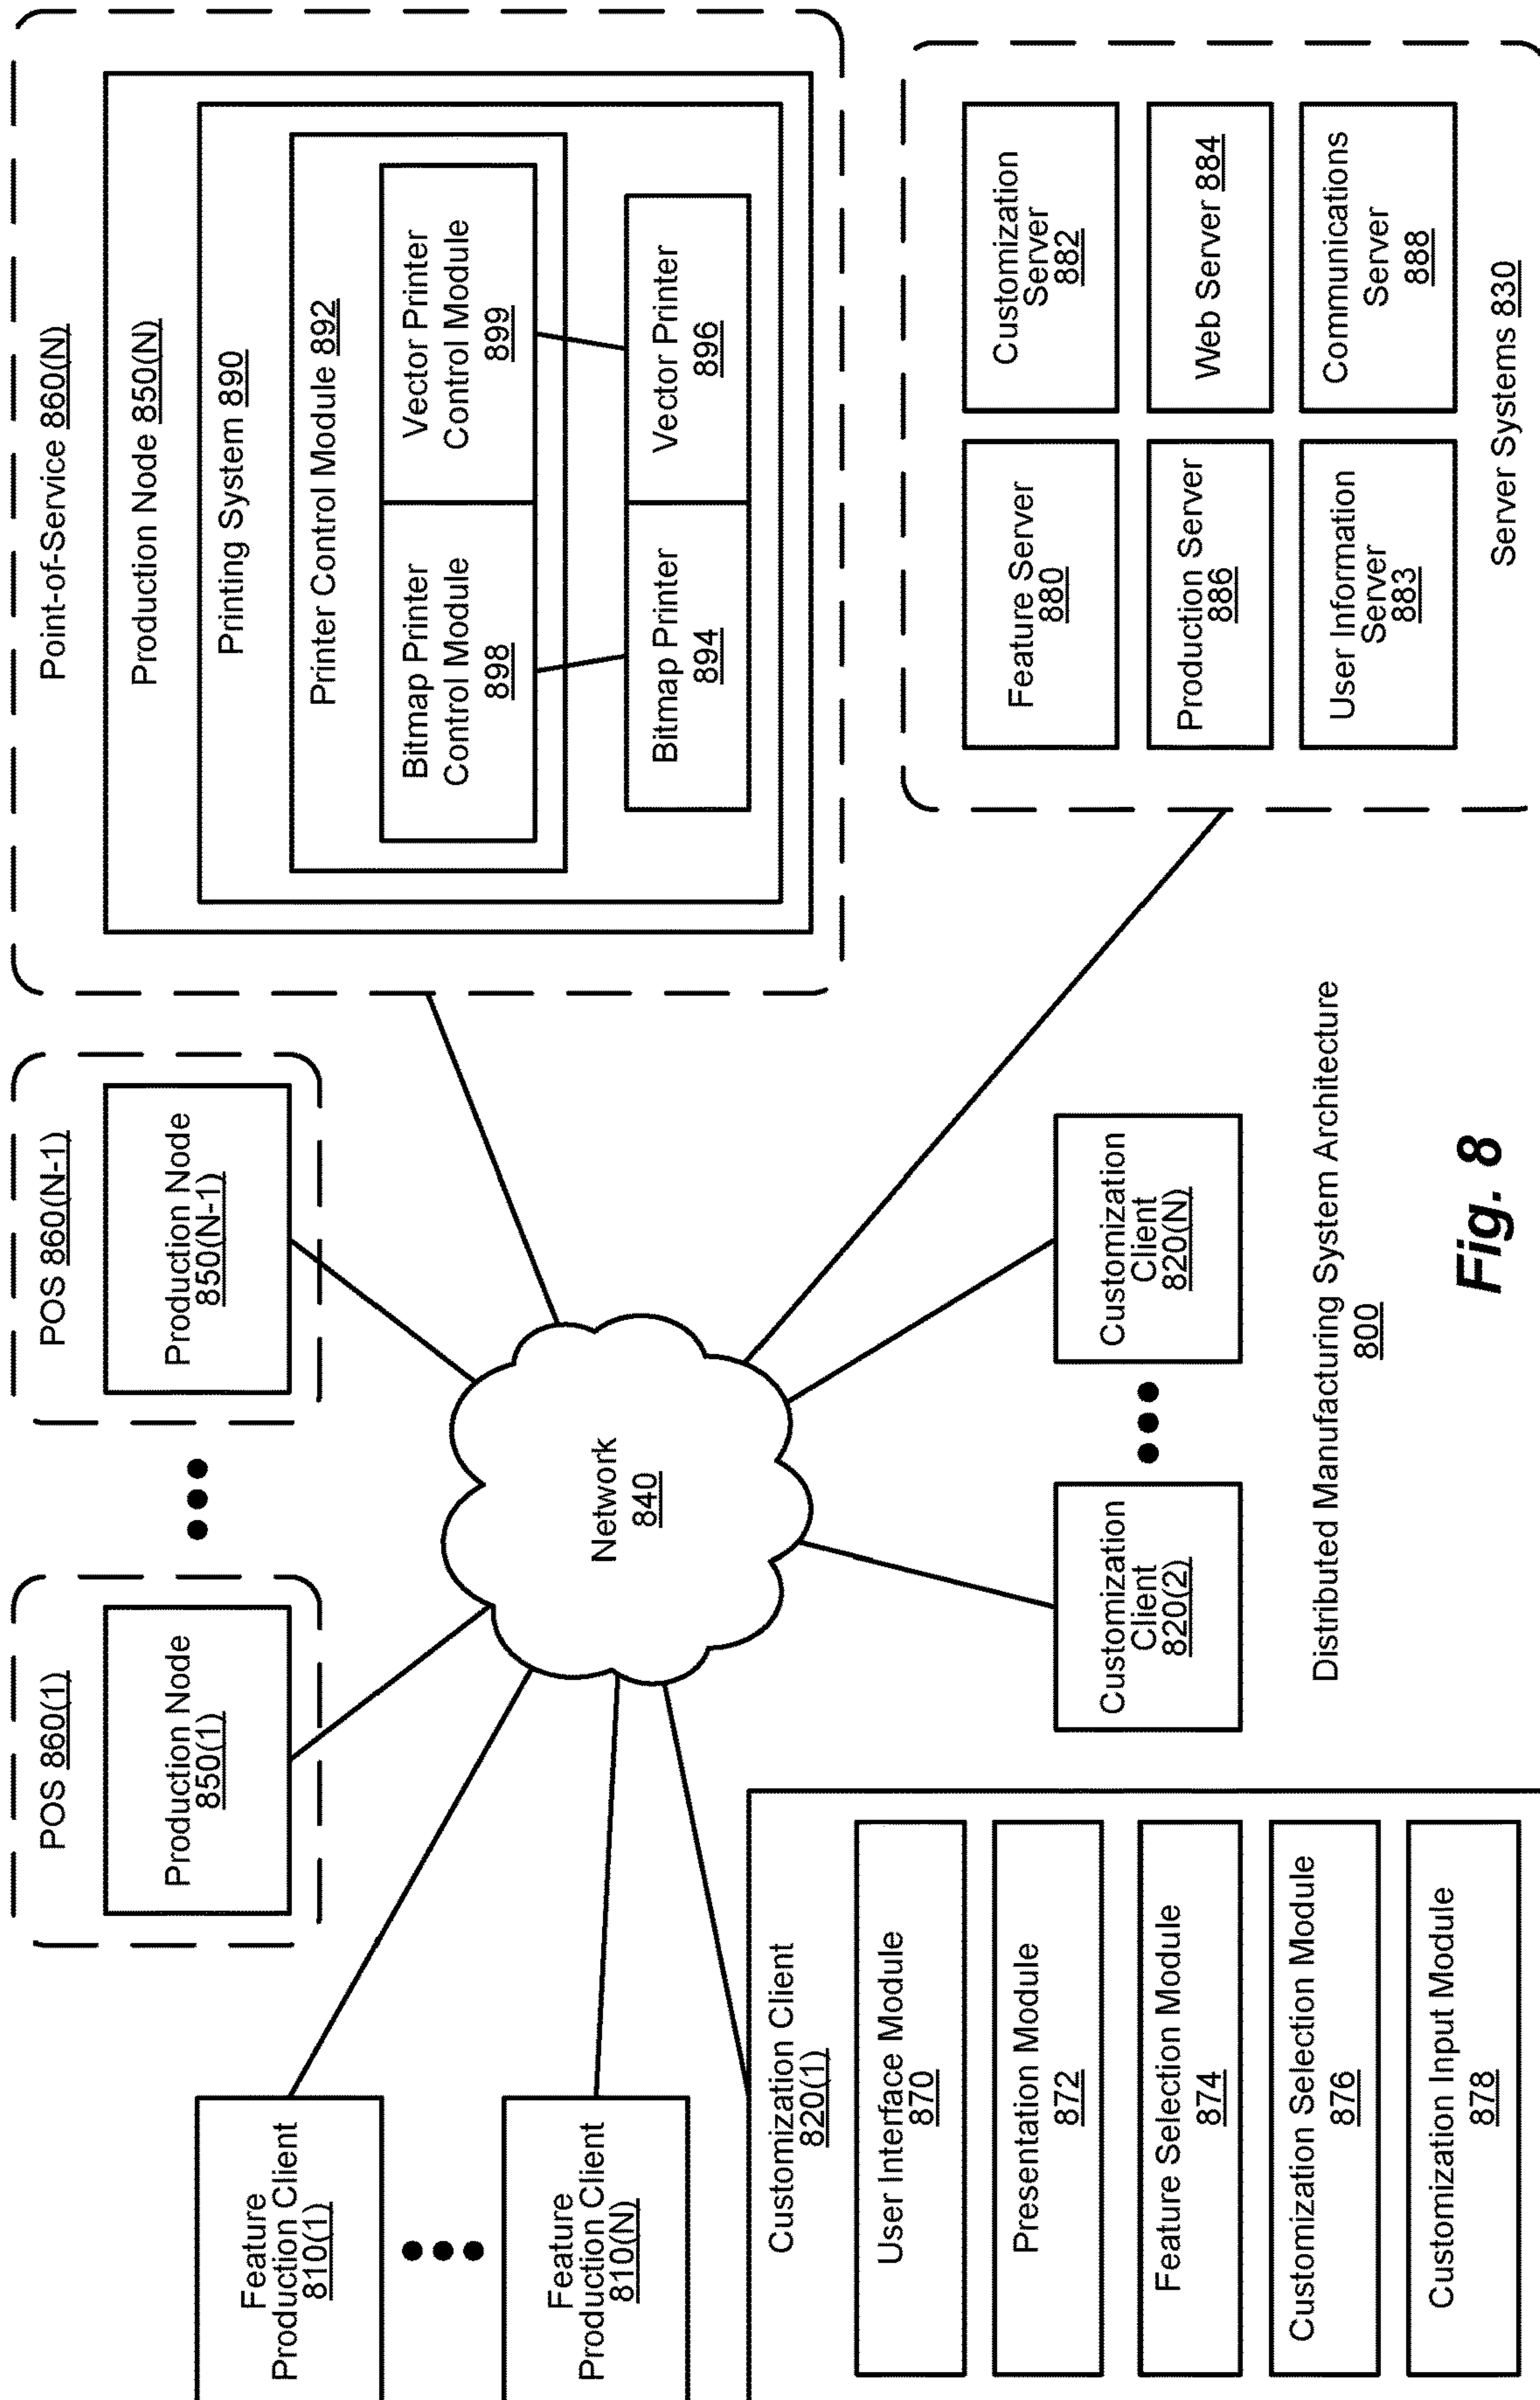 POS 860(1)
Production Node
850(1)
POS 860(N-1)
Production Node
850(N-1)
Point-of-Service 860(N)
Production Node 850(N)
Printing System 890
Printer Control Module 892
Bitmap Printer
Control Module
898
Vector Printer
Control Module
899
Bitmap Printer
894
Vector Printer
896
Feature
Production Client
810(1)
Feature
Production Client
810(N)
Network
840
Customization Client
820(1)
User Interface Module
870
Presentation Module
872
Feature Selection Module
874
Customization Selection Module
876
Customization Input Module
878
Customization
Client
820(2)
Customization
Client
820(N)
Feature Server
880
Customization
Server
882
Production Server
886
Web Server 884
User Information
Server
883
Communications
Server
888
Server Systems 830
Distributed Manufacturing System Architecture
800
Fig. 8